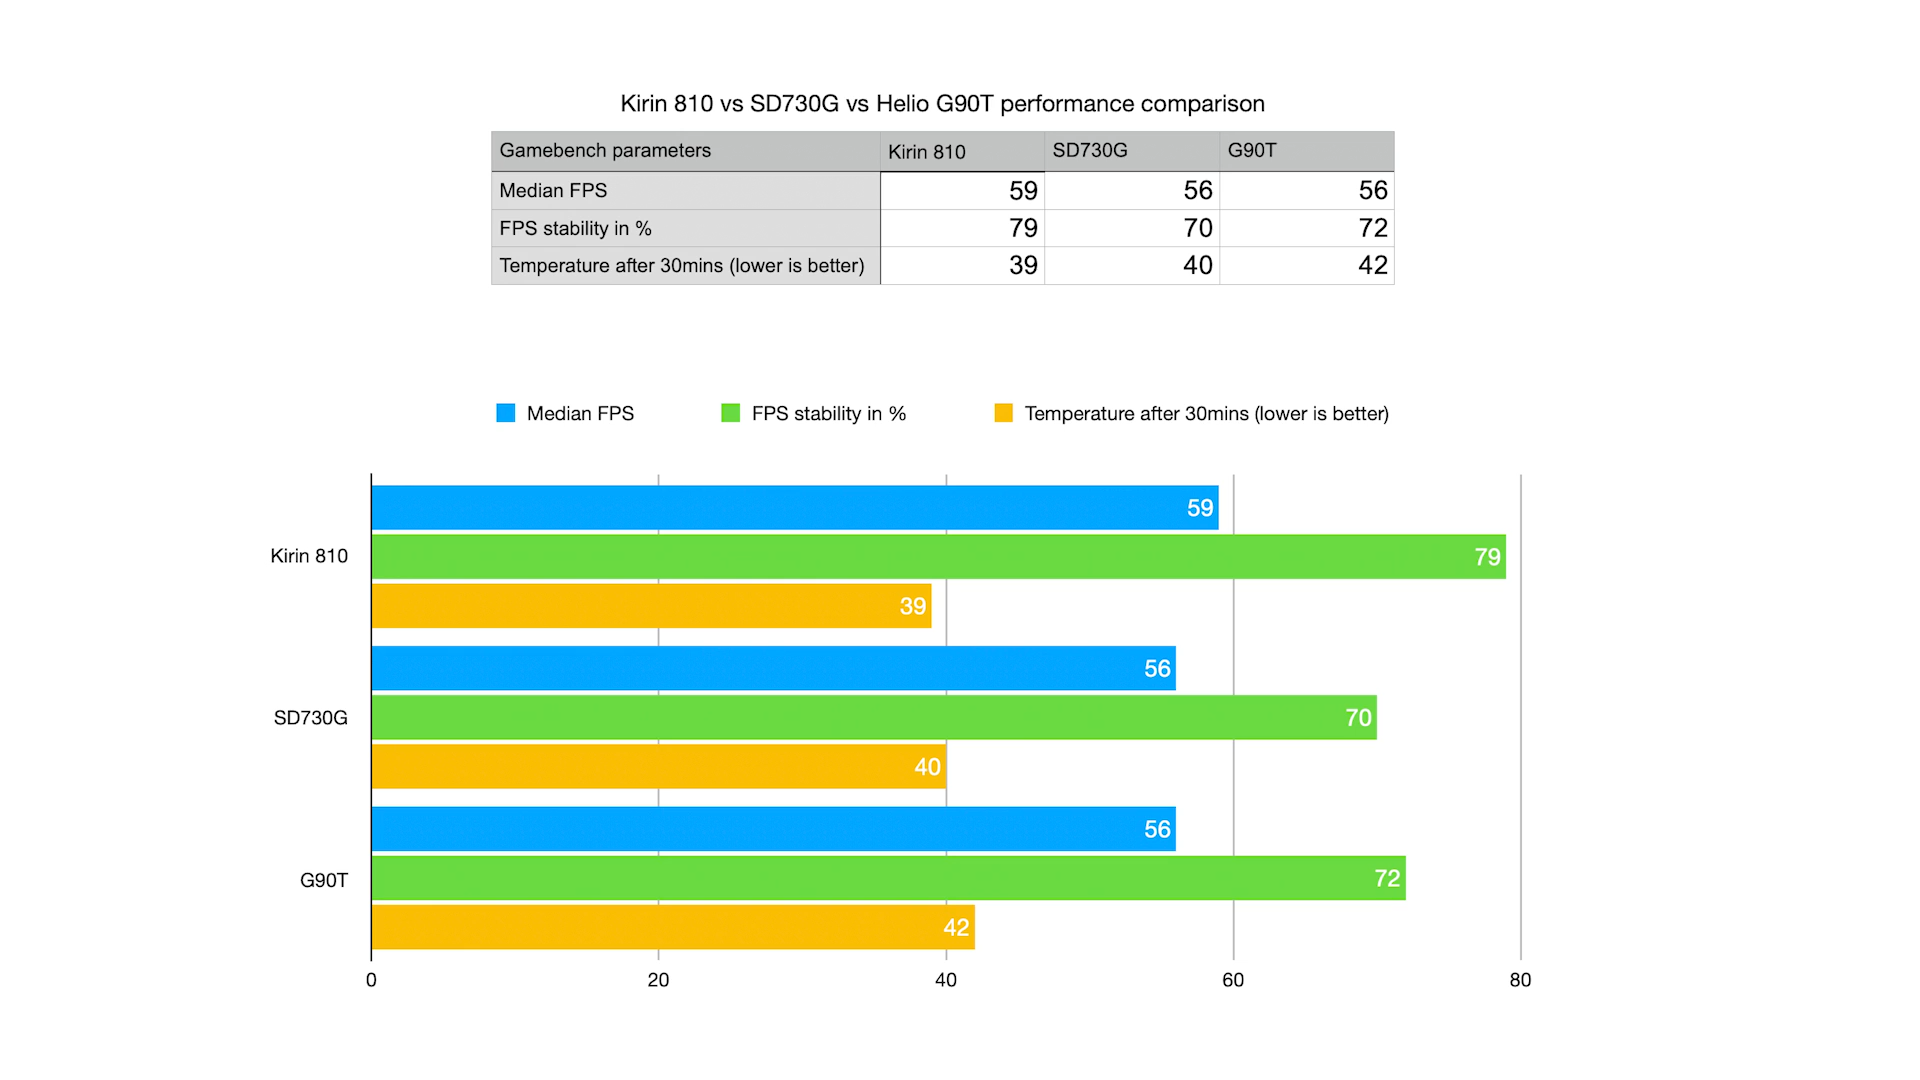 Kirin 810 vs SD730G vs Helio G90T performance comparison
Gamebench parameters Kirin 810 SD730G G90T
Median FPS 59 56 56
FPS stability in % 79 70 72
Temperature after 30mins (lower is better) 39 40 42
Median FPS FPS stability in % Temperature after 30mins (lower is better)
59
Kirin 810 79
39
56
SD730G 70
40
56
G90T 72
42
0 20 40 60 80